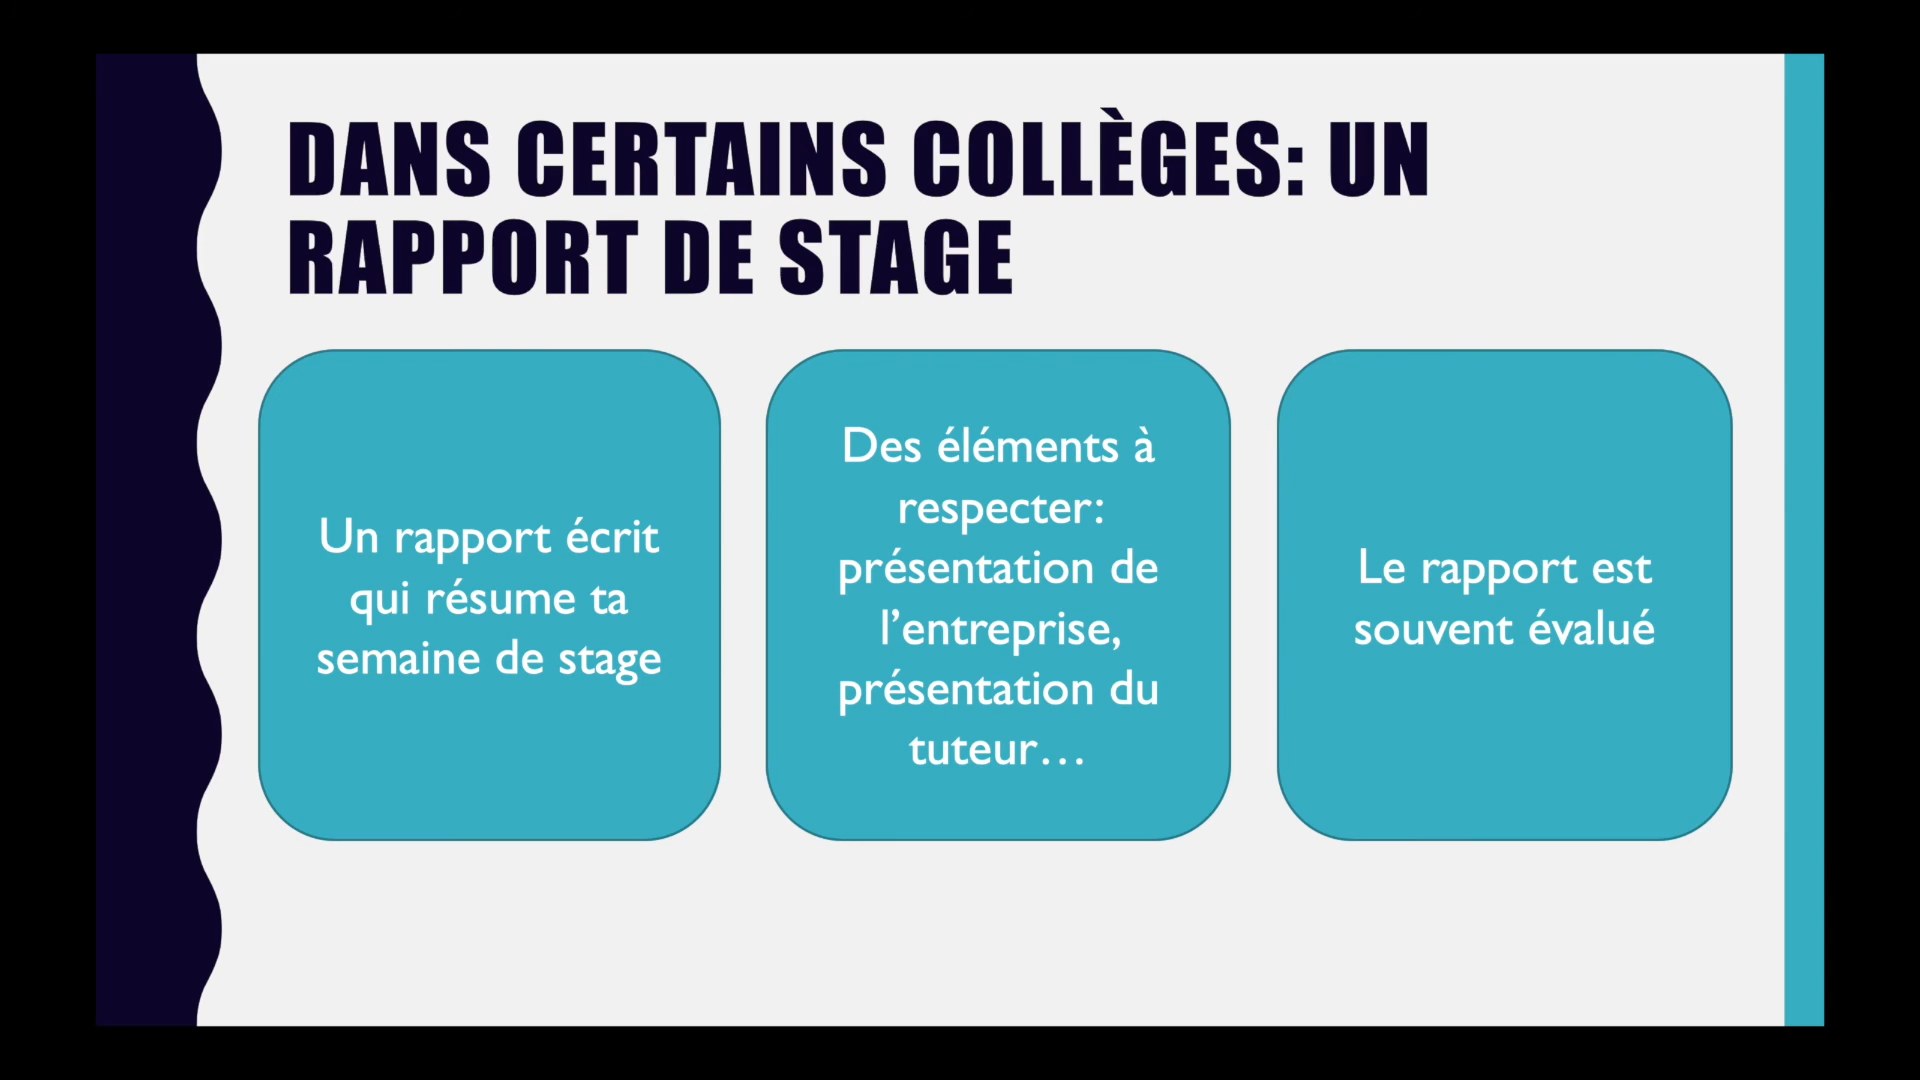 DANS CERTAINS COLLÈGES: UN
RAPPORT DE STAGE
Un rapport écrit
qui résume ta
semaine de stage
Des éléments à
respecter:
présentation de
l’entreprise,
présentation du
tuteur…
Le rapport est
souvent évalué